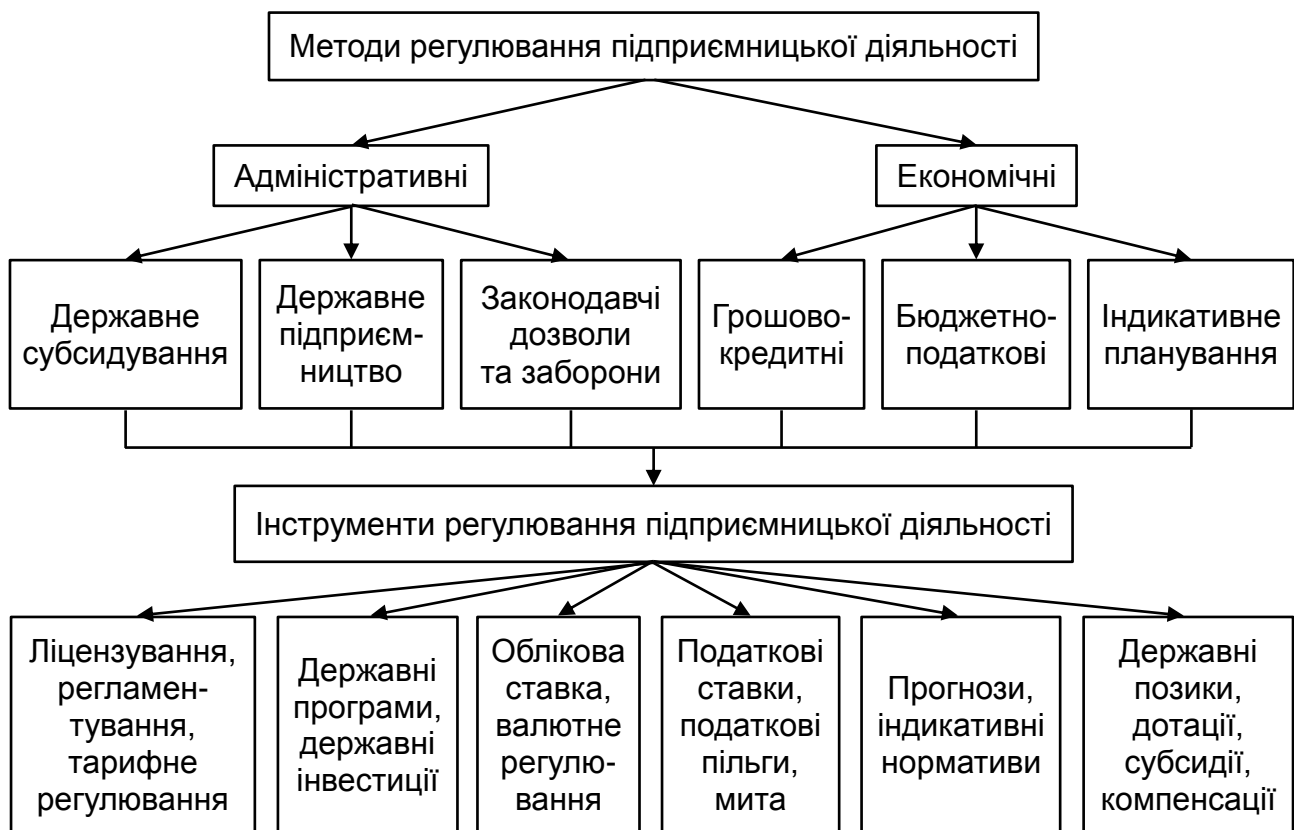 Методи регулювання підприємницької діяльності
Адміністративні
Економічні
Державне
субсидування
Державне
підприєм-
ництво
Законодавчі
дозволи
та заборони
Грошово-
кредитні
Бюджетно-
податкові
Індикативне
планування
Інструменти регулювання підприємницької діяльності
Ліцензування,
регламен-
тування,
тарифне
регулювання
Державні
програми,
державні
інвестиції
Облікова
ставка,
валютне
регулю-
вання
Податкові
ставки,
податкові
пільги,
мита
Прогнози,
індикативні
нормативи
Державні
позики,
дотації,
субсидії,
компенсації